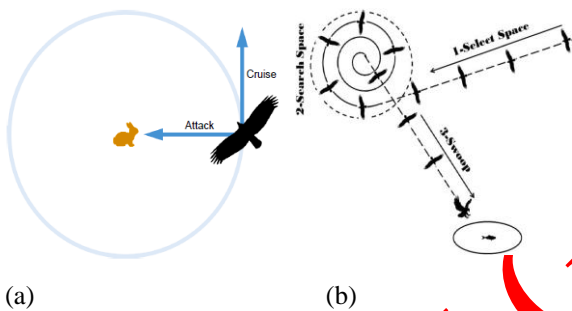 Cruise
Attack
(a)
1-Select Space
2-Search Space
3-Swoop
(b)